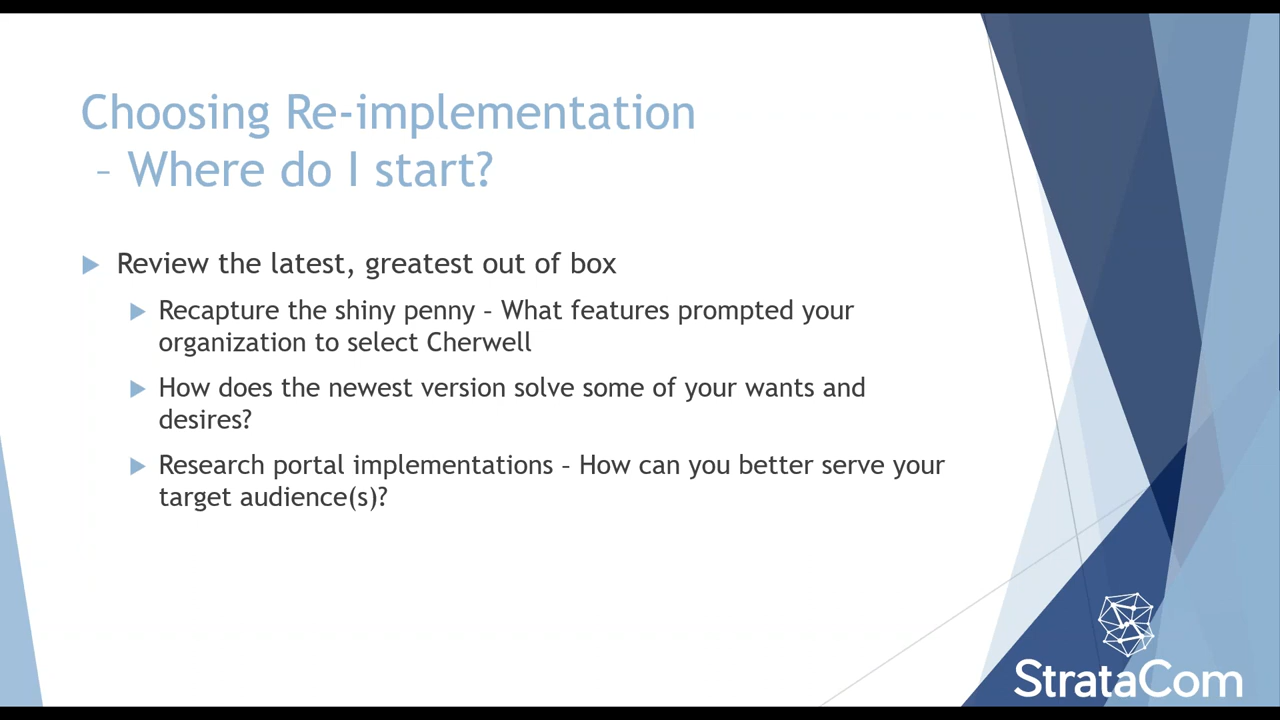 Choosing Re-implementation
– Where do I start?
Review the latest, greatest out of box
Recapture the shiny penny – What features prompted your
organization to select Cherwell
How does the newest version solve some of your wants and
desires?
Research portal implementations – How can you better serve your
target audience(s)?
StrataCom